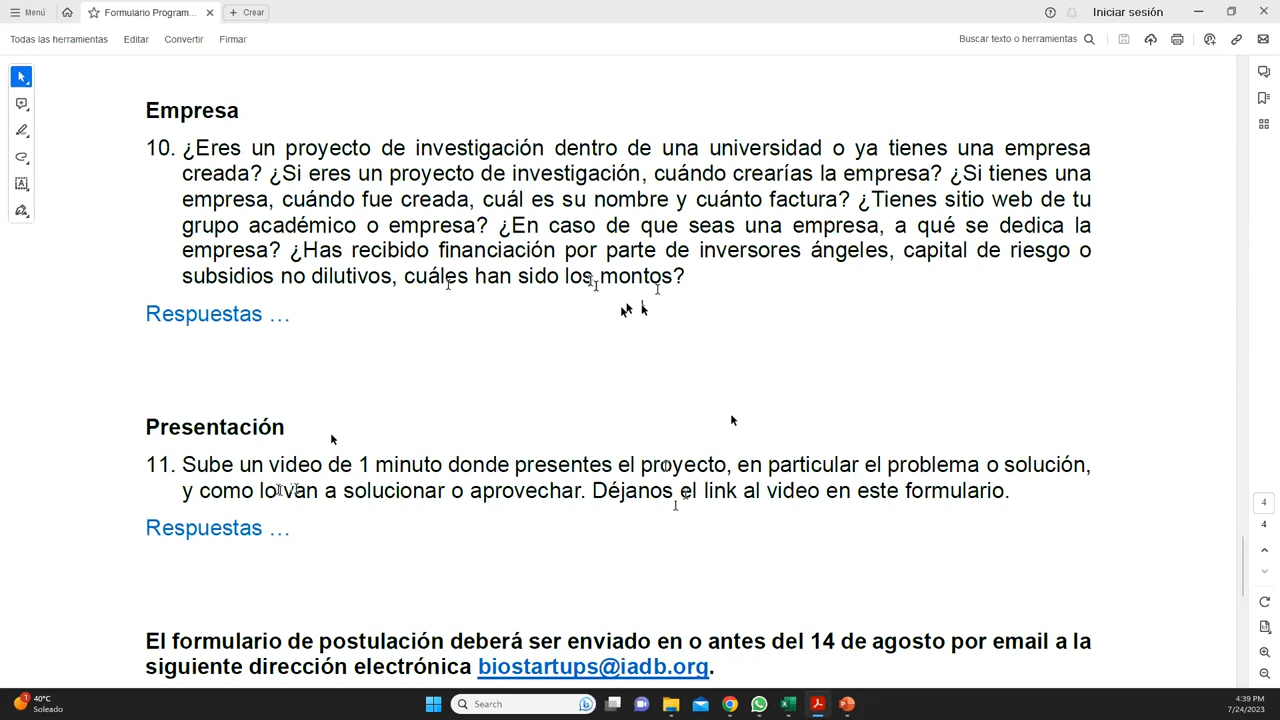 Menú
Formulario Program...
Crear
Iniciar sesión
Todas las herramientas
Editar
Convertir
Firmar
Buscar texto o herramientas
Empresa
10. ¿Eres un proyecto de investigación dentro de una universidad o ya tienes una empresa
creada? ¿Si eres un proyecto de investigación, cuándo crearías la empresa? ¿Si tienes una
empresa, cuándo fue creada, cuál es su nombre y cuánto factura? ¿Tienes sitio web de tu
grupo académico o empresa? ¿En caso de que seas una empresa, a qué se dedica la
empresa? ¿Has recibido financiación por parte de inversores ángeles, capital de riesgo o
subsidios no dilutivos, cuáles han sido los montos?
Respuestas …
Presentación
11. Sube un video de 1 minuto donde presentes el proyecto, en particular el problema o solución,
y como lo van a solucionar o aprovechar. Déjanos el link al video en este formulario.
Respuestas …
El formulario de postulación deberá ser enviado en o antes del 14 de agosto por email a la
siguiente dirección electrónica biostartups@iadb.org.
4
4
1
40°C
Soleado
Search
4:39 PM
7/24/2023